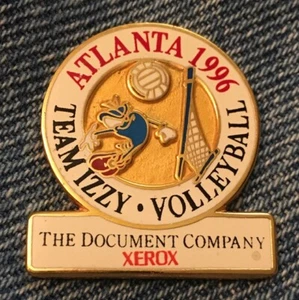 ATLANTA 1996
TEAM IZZY • VOLLEYBALL
THE DOCUMENT COMPANY
XEROX